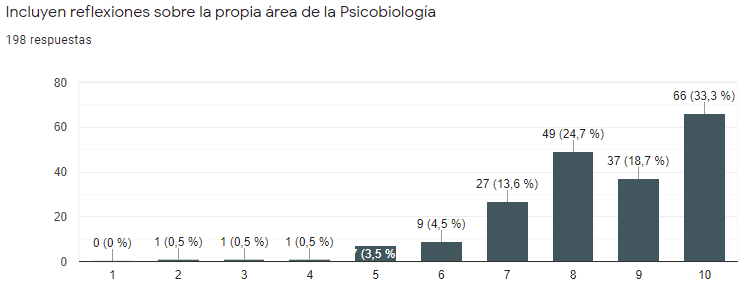 Incluyen reflexiones sobre la propia área de la Psicobiología
198 respuestas
80
60
40
20
0
0 (0 %)
1 (0,5 %)
1 (0,5 %)
1 (0,5 %)
(3,5 %
9 (4,5 %)
27 (13,6 %)
49 (24,7 %)
37 (18,7 %)
66 (33,3 %)
1 2 3 4 5 6 7 8 9 10